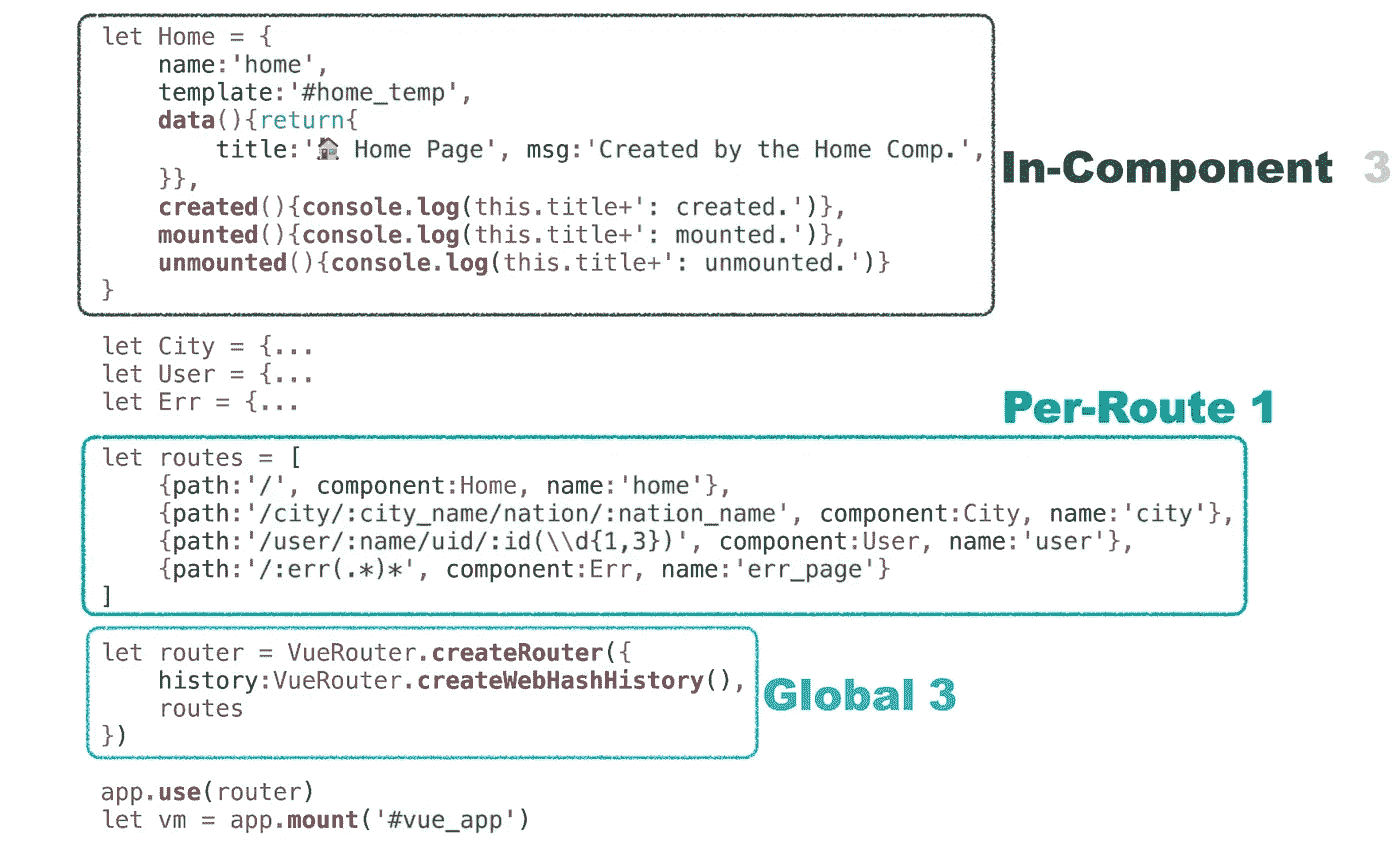 let Home = {
    name:'home',
    template:'#home_temp',
    data(){return{
        title:'🏠 Home Page', msg:'Created by the Home Comp.',
    }},
    created(){console.log(this.title+': created.')},
    mounted(){console.log(this.title+': mounted.')},
    unmounted(){console.log(this.title+': unmounted.')}
}
In-Component 3
let City = {...
let User = {...
let Err = {...
Per-Route 1
let routes = [
    {path:'/', component:Home, name:'home'},
    {path:'/city/:city_name/nation/:nation_name', component:City, name:'city'},
    {path:'/user/:name/uid/:id(\\d{1,3})', component:User, name:'user'},
    {path:'/:err(.*)*', component:Err, name:'err_page'}
]
let router = VueRouter.createRouter({
    history:VueRouter.createWebHashHistory(),
    routes
})
Global 3
app.use(router)
let vm = app.mount('#vue_app')